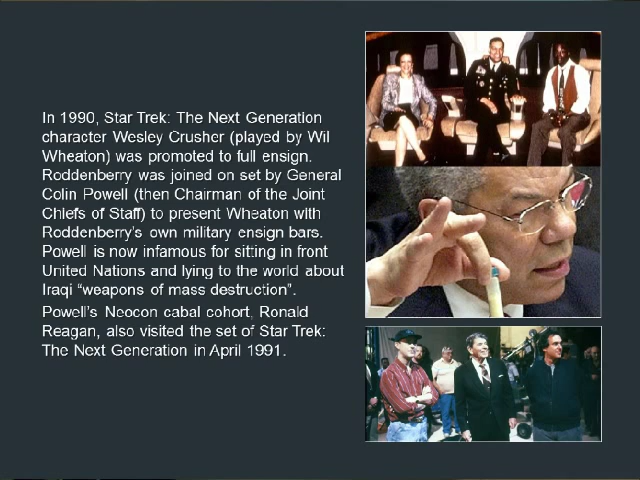 In 1990, Star Trek: The Next Generation
character Wesley Crusher (played by Wil
Wheaton) was promoted to full ensign.
Roddenberry was joined on set by General
Colin Powell (then Chairman of the Joint
Chiefs of Staff) to present Wheaton with
Roddenberry's own military ensign bars.
Powell is now infamous for sitting in front
United Nations and lying to the world about
Iraqi “weapons of mass destruction”.
Powell's Neocon cabal cohort, Ronald
Reagan, also visited the set of Star Trek:
The Next Generation in April 1991.